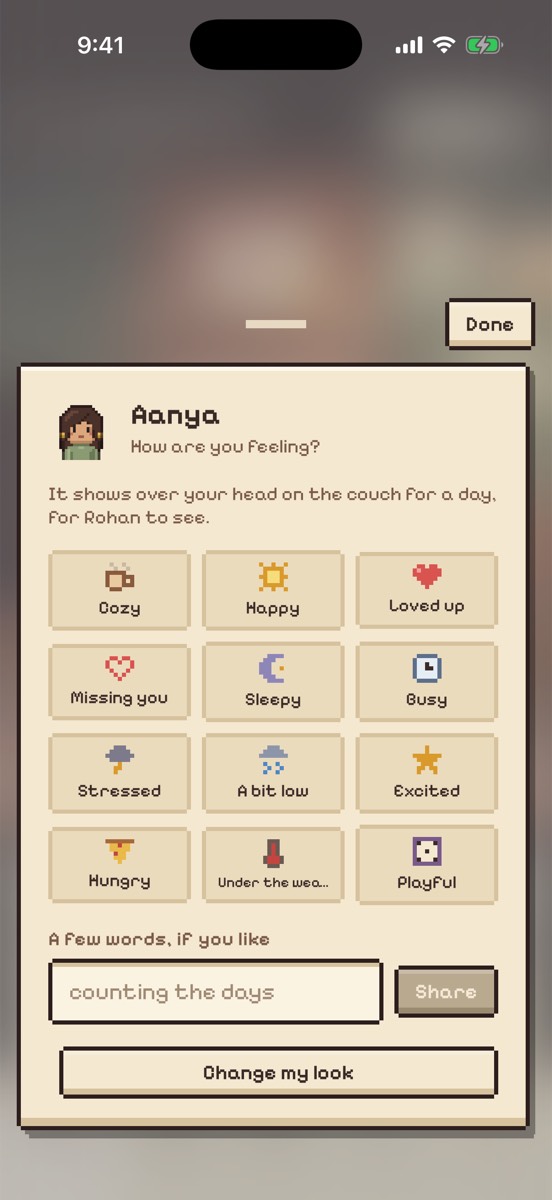 9:41
Done
Aanya
How are you feeling?
It shows over your head on the couch for a day,
for Rohan to see.
Cozy
Happy
Loved up
Missing you
Sleepy
Busy
Stressed
A bit low
Excited
Hungry
Under the wea...
Playful
A few words, if you like
counting the days
Share
Change my look